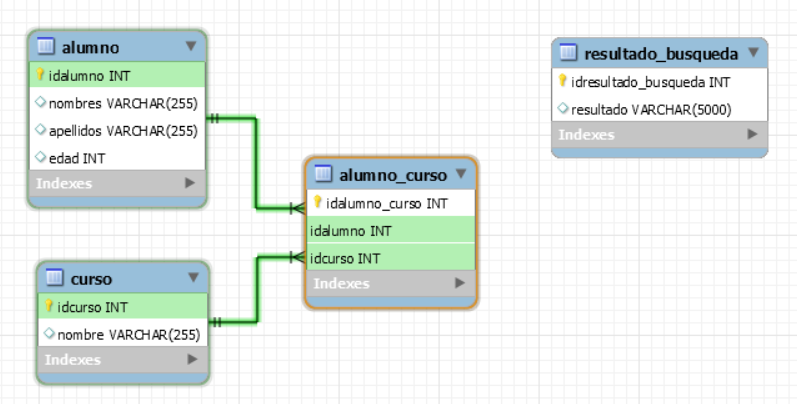 alumno
idalumno INT
nombres VARCHAR(255)
apellidos VARCHAR(255)
edad INT
Indexes
resultado_busqueda
idresultado_busqueda INT
resultado VARCHAR(5000)
Indexes
alumno_curso
idalumno_curso INT
idalumno INT
idcurso INT
Indexes
curso
idcurso INT
nombre VARCHAR(255)
Indexes